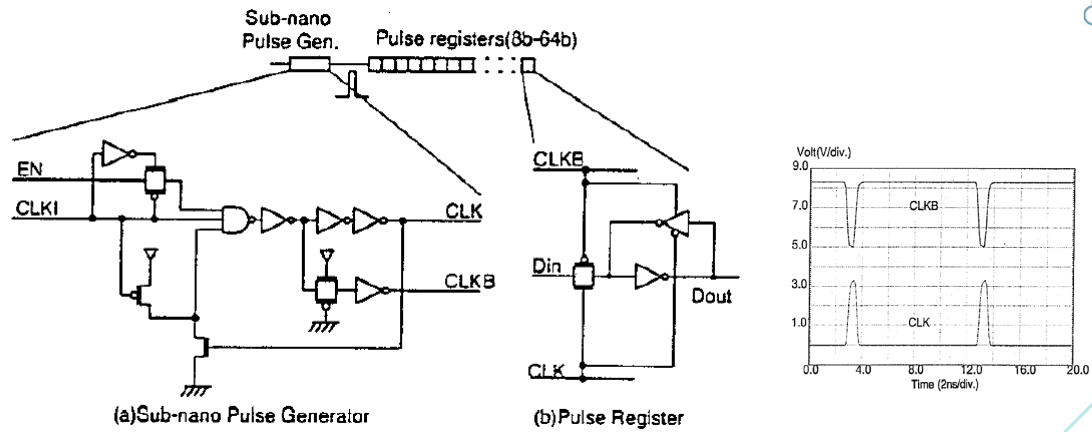 Sub-nano
Pulse Gen.
Pulse registers(8b-64b)
EN
CLKI
CLK
CLKB
(a)Sub-nano Pulse Generator
CLKB
Din
Dout
CLK
(b)Pulse Register
Volt(V/div.)
9.0
7.0
5.0
3.0
1.0
CLKB
CLK
0.0 4.0 8.0 12.0 16.0 20.0
Time (2ns/div.)